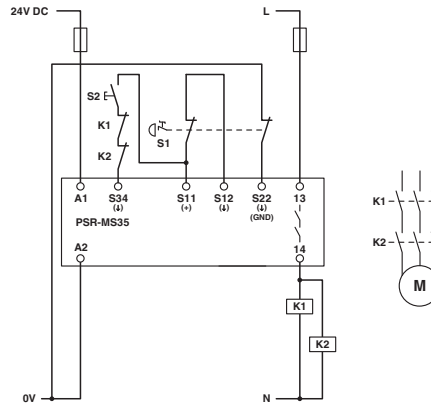 24V DC
L
S2
K1
S1
K2
A1
S34
(↓)
S11
(+)
S12
(↓)
S22
(↓)
(GND)
13
PSR-MS35
A2
14
K1
K2
K1
K2
M
0V
N